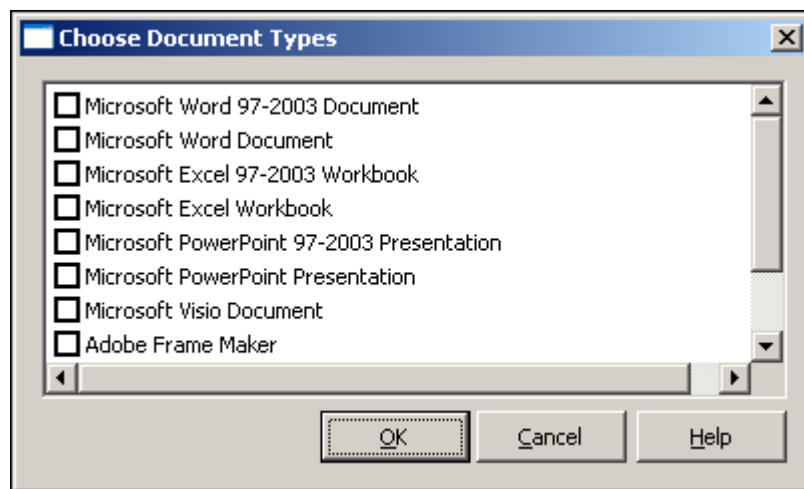 Choose Document Types
Microsoft Word 97-2003 Document
Microsoft Word Document
Microsoft Excel 97-2003 Workbook
Microsoft Excel Workbook
Microsoft PowerPoint 97-2003 Presentation
Microsoft PowerPoint Presentation
Microsoft Visio Document
Adobe Frame Maker
OK Cancel Help